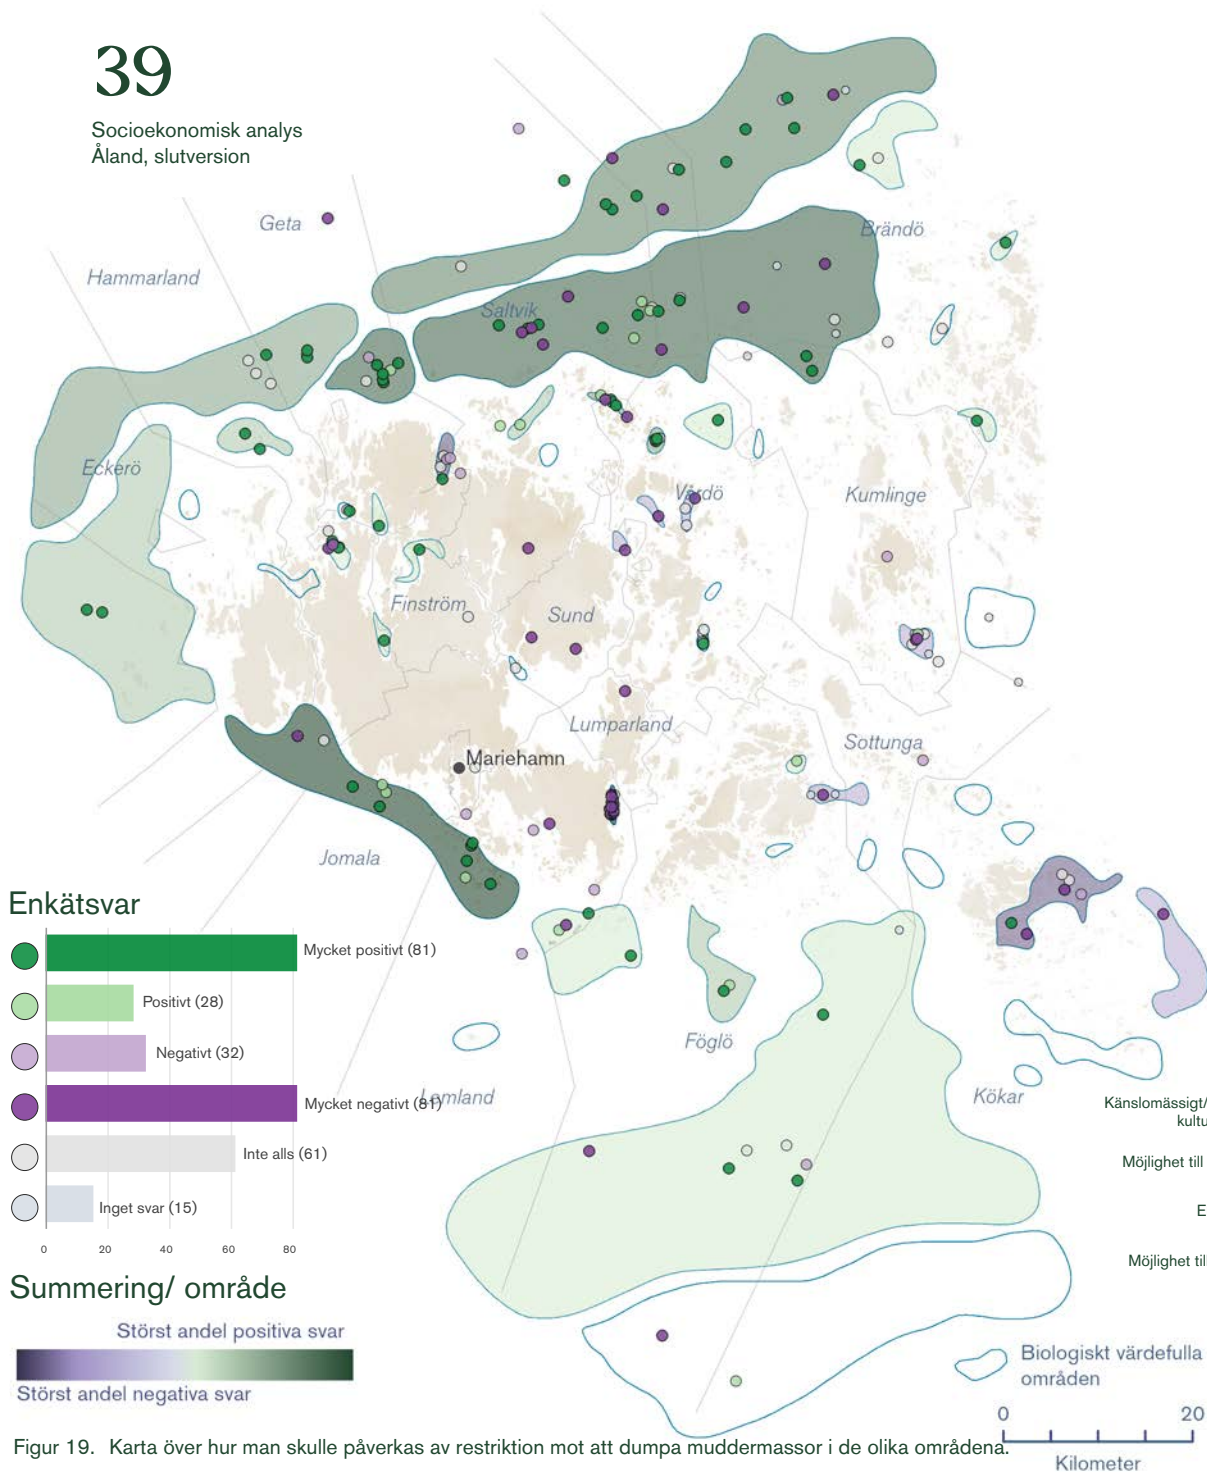 39
Socioekonomisk analys
Åland, slutversion
Geta
Hammarland
Brändö
Saltvik
Eckerö
Vårdö
Kumlinge
Finström
Sund
Lumparland
Sottunga
Mariehamn
Jomala
Föglö
Lemland
Kökar
Enkätsvar
Mycket positivt (81)
Positivt (28)
Negativt (32)
Mycket negativt (81)
Inte alls (61)
Inget svar (15)
0 20 40 60 80
Känslomässigt/
kultu
Möjlighet till
E
Möjlighet till
Summering/ område
Störst andel positiva svar
Störst andel negativa svar
Biologiskt värdefulla
områden
0 20
Kilometer
Figur 19. Karta över hur man skulle påverkas av restriktion mot att dumpa muddermassor i de olika områdena.